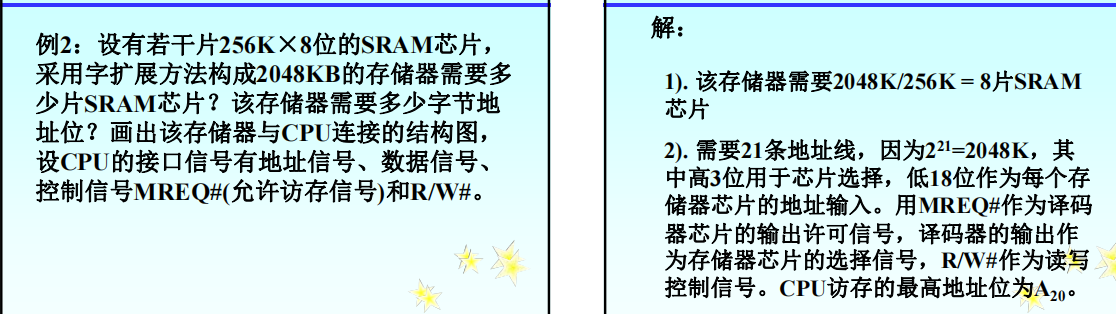 例2：设有若干片256K×8位的SRAM芯片，
采用字扩展方法构成2048KB的存储器需要多
少片SRAM芯片？该存储器需要多少字节地
址位？画出该存储器与CPU连接的结构图，
设CPU的接口信号有地址信号、数据信号、
控制信号MREQ#(允许访存信号)和R/W#。
解：
1). 该存储器需要2048K/256K = 8片SRAM
芯片
2). 需要21条地址线，因为2²¹=2048K，其
中高3位用于芯片选择，低18位作为每个存
储器芯片的地址输入。用MREQ#作为译码
器芯片的输出许可信号，译码器的输出作
为存储器芯片的选择信号，R/W#作为读写
控制信号。CPU访存的最高地址位为A₂₀。